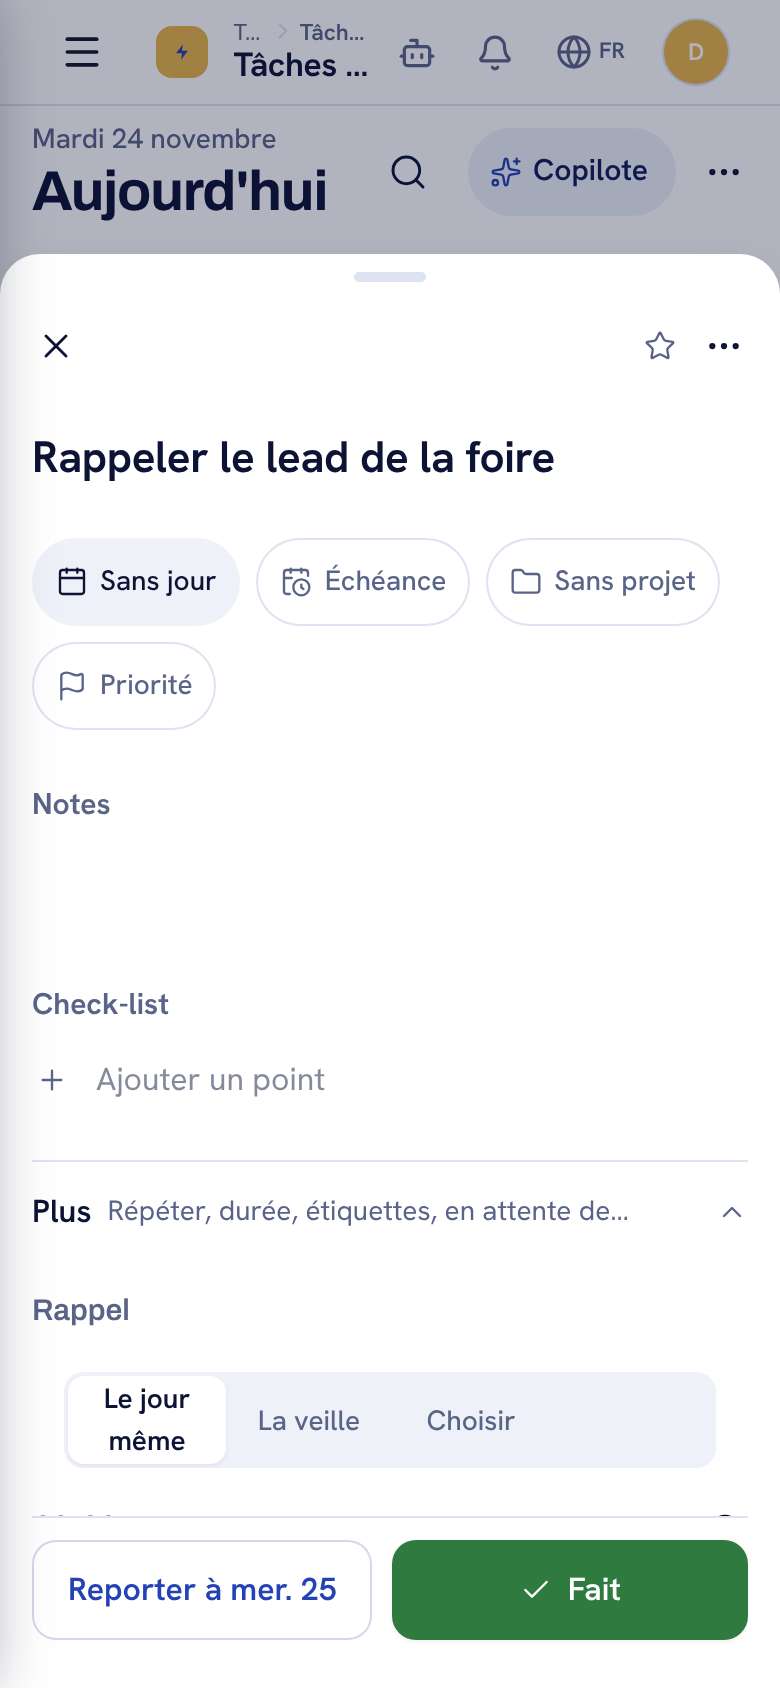 T... > Tâch...
Tâches ...
FR
D
Mardi 24 novembre
Aujourd'hui
Copilote
Rappeler le lead de la foire
Sans jour
Échéance
Sans projet
Priorité
Notes
Check-list
Ajouter un point
Plus Répéter, durée, étiquettes, en attente de...
Rappel
Le jour
même
La veille
Choisir
Reporter à mer. 25
Fait